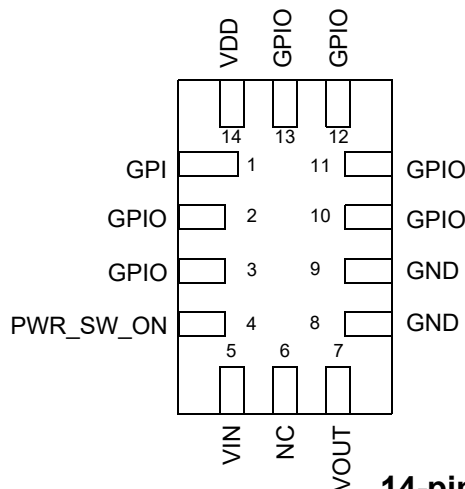 VDD
GPIO
GPIO
14
13
12
GPI
1
11
GPIO
GPIO
2
10
GPIO
GPIO
3
9
GND
PWR_SW_ON
4
8
GND
5
6
7
VIN
NC
VOUT
14-pin